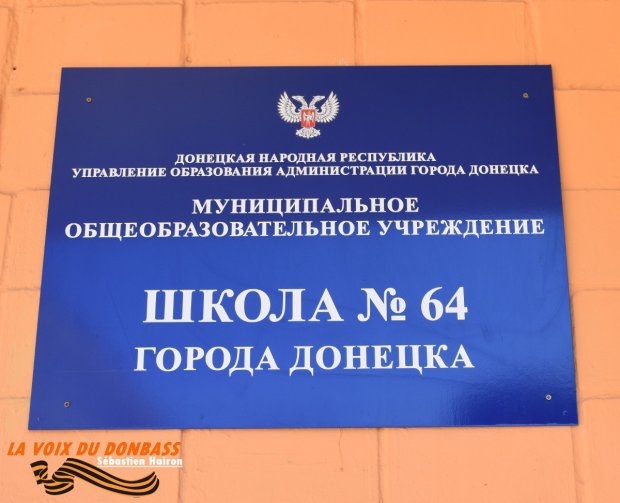 ДОНЕЦКАЯ НАРОДНАЯ РЕСПУБЛИКА
УПРАВЛЕНИЕ ОБРАЗОВАНИЯ АДМИНИСТРАЦИИ ГОРОДА ДОНЕЦКА
МУНИЦИПАЛЬНОЕ
ОБЩЕОБРАЗОВАТЕЛЬНОЕ УЧРЕЖДЕНИЕ
ШКОЛА № 64
ГОРОДА ДОНЕЦКА
LA VOIX DU DONBASS
Sébastien Hairon